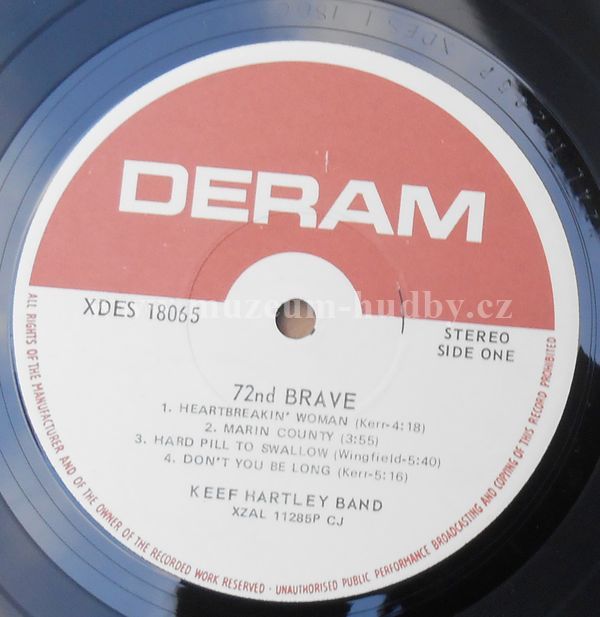 DERAM
www.muzeum-hudby.cz
XDES 18065
STEREO
SIDE ONE
72nd BRAVE
1. HEARTBREAKIN' WOMAN (Kerr-4:18)
2. MARIN COUNTY (3:55)
3. HARD PILL TO SWALLOW (Wingfield-5:40)
4. DON'T YOU BE LONG (Kerr-5:16)
KEEF HARTLEY BAND
XZAL 11285P CJ
ALL RIGHTS OF THE MANUFACTURER AND OF THE OWNER OF THE RECORDED WORK RESERVED · UNAUTHORISED PUBLIC PERFORMANCE BROADCASTING AND COPYING OF THIS RECORD PROHIBITED